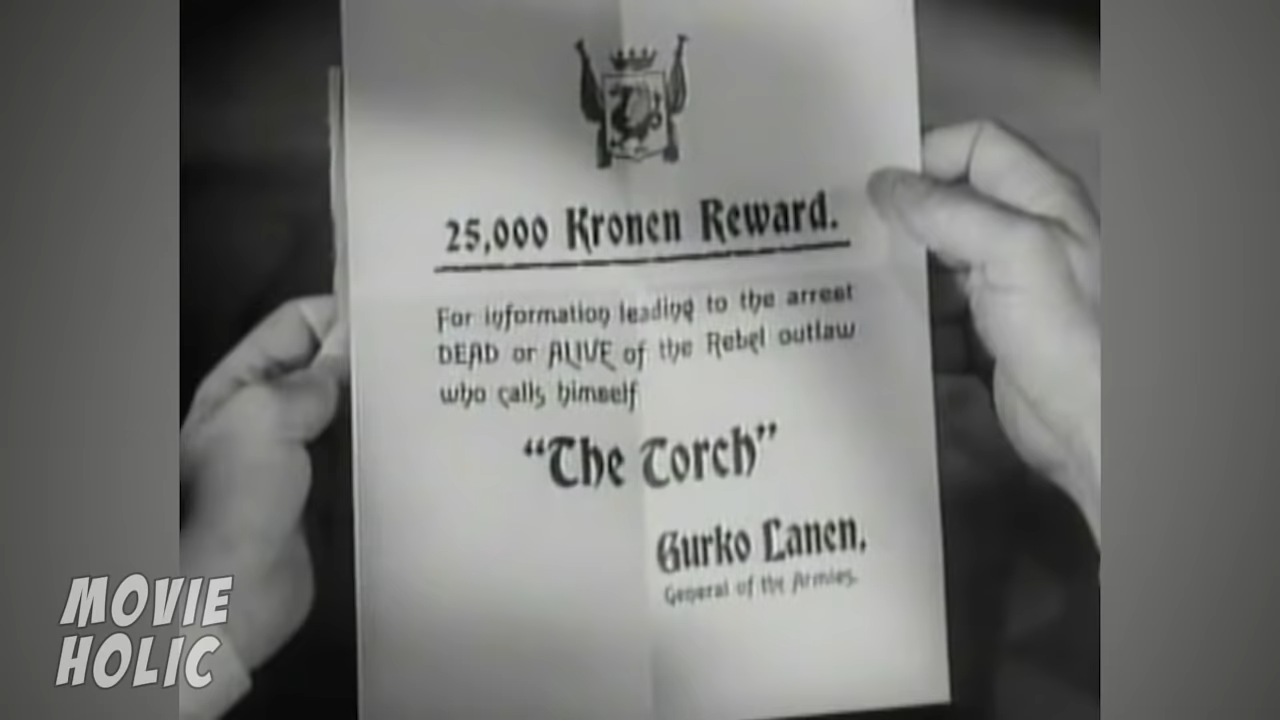 25,000 Kronen Reward.
For information leading to the arrest
DEAD or ALIVE of the Rebel outlaw
who calls himself
“The Torch”
Gurko Lanen,
General of the Armies.
MOVIE
HOLIC